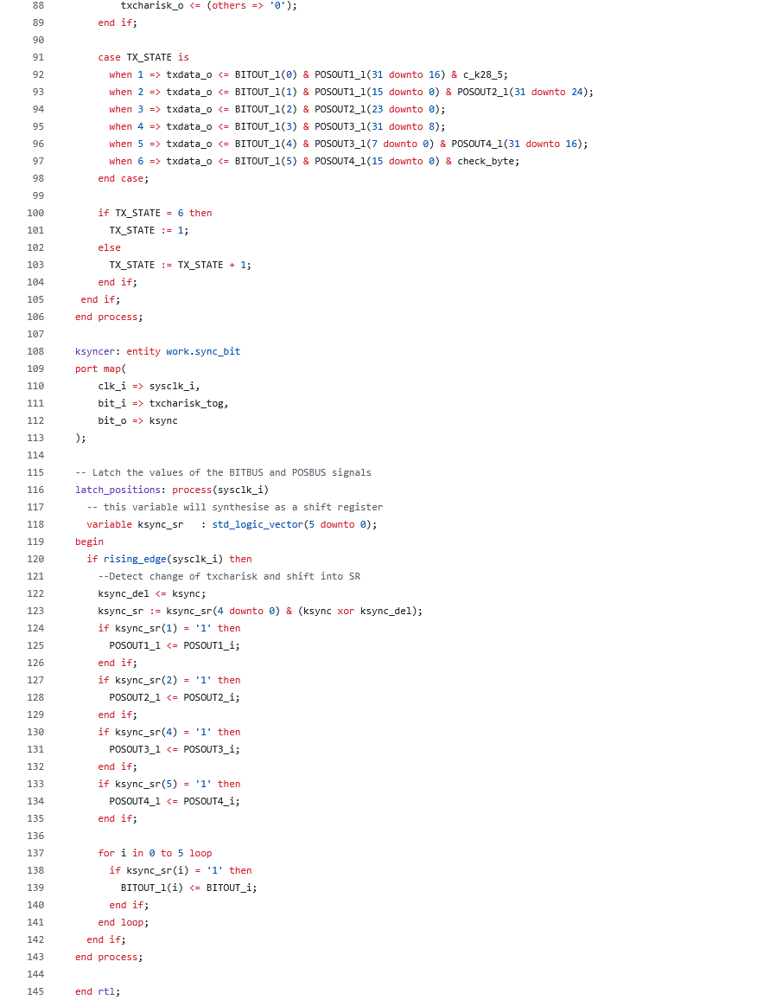 88 txcharisk_o <= (others => '0');
89 end if;
90
91 case TX_STATE is
92 when 1 => txdata_o <= BITOUT_l(0) & POSOUT1_l(31 downto 16) & c_k28_5;
93 when 2 => txdata_o <= BITOUT_l(1) & POSOUT1_l(15 downto 0) & POSOUT2_l(31 downto 24);
94 when 3 => txdata_o <= BITOUT_l(2) & POSOUT2_l(23 downto 0);
95 when 4 => txdata_o <= BITOUT_l(3) & POSOUT3_l(31 downto 8);
96 when 5 => txdata_o <= BITOUT_l(4) & POSOUT3_l(7 downto 0) & POSOUT4_l(31 downto 16);
97 when 6 => txdata_o <= BITOUT_l(5) & POSOUT4_l(15 downto 0) & check_byte;
98 end case;
99
100 if TX_STATE = 6 then
101 TX_STATE := 1;
102 else
103 TX_STATE := TX_STATE + 1;
104 end if;
105 end if;
106 end process;
107
108 ksyncer: entity work.sync_bit
109 port map(
110 clk_i => sysclk_i,
111 bit_i => txcharisk_tog,
112 bit_o => ksync
113 );
114
115 -- Latch the values of the BITBUS and POSBUS signals
116 latch_positions: process(sysclk_i)
117 -- this variable will synthesise as a shift register
118 variable ksync_sr : std_logic_vector(5 downto 0);
119 begin
120 if rising_edge(sysclk_i) then
121 --Detect change of txcharisk and shift into SR
122 ksync_del <= ksync;
123 ksync_sr := ksync_sr(4 downto 0) & (ksync xor ksync_del);
124 if ksync_sr(1) = '1' then
125 POSOUT1_l <= POSOUT1_i;
126 end if;
127 if ksync_sr(2) = '1' then
128 POSOUT2_l <= POSOUT2_i;
129 end if;
130 if ksync_sr(4) = '1' then
131 POSOUT3_l <= POSOUT3_i;
132 end if;
133 if ksync_sr(5) = '1' then
134 POSOUT4_l <= POSOUT4_i;
135 end if;
136
137 for i in 0 to 5 loop
138 if ksync_sr(i) = '1' then
139 BITOUT_l(i) <= BITOUT_i;
140 end if;
141 end loop;
142 end if;
143 end process;
144
145 end rtl;